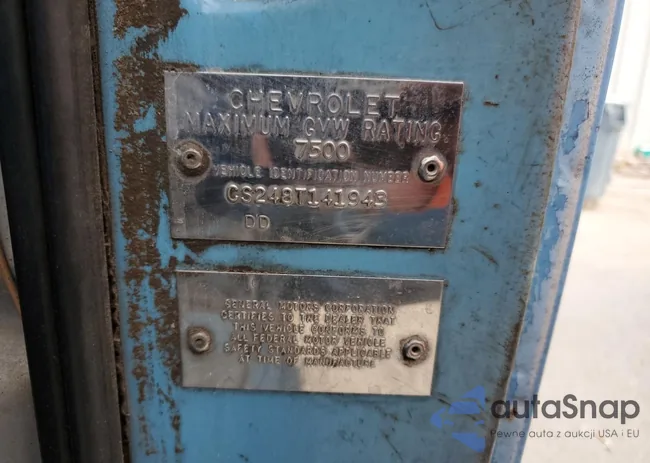 CHEVROLET
MAXIMUM GVW RATING
7500
VEHICLE IDENTIFICATION NUMBER
CS248T141943
DD
GENERAL MOTORS CORPORATION
CERTIFIES TO THE DEALER THAT
THIS VEHICLE CONFORMS TO
ALL FEDERAL MOTOR VEHICLE
SAFETY STANDARDS APPLICABLE
AT TIME OF MANUFACTURE
autaSnap
Pewne auta z aukcji USA i EU